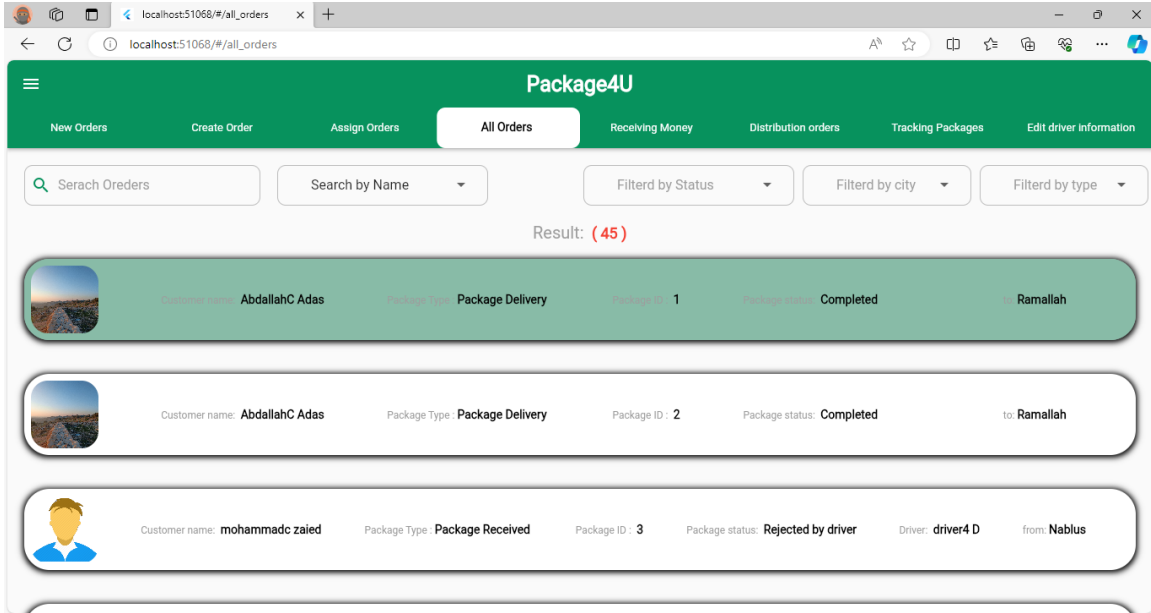 localhost:51068/#/all_orders
localhost:51068/#/all_orders
Package4U
New Orders Create Order Assign Orders All Orders Receiving Money Distribution orders Tracking Packages Edit driver information
Serach Oreders Search by Name Filterd by Status Filterd by city Filterd by type
Result: (45)
Customer name: AbdallahC Adas Package Type : Package Delivery Package ID : 1 Package status: Completed to: Ramallah
Customer name: AbdallahC Adas Package Type : Package Delivery Package ID : 2 Package status: Completed to: Ramallah
Customer name: mohammadc zaied Package Type : Package Received Package ID : 3 Package status: Rejected by driver Driver: driver4 D from: Nablus